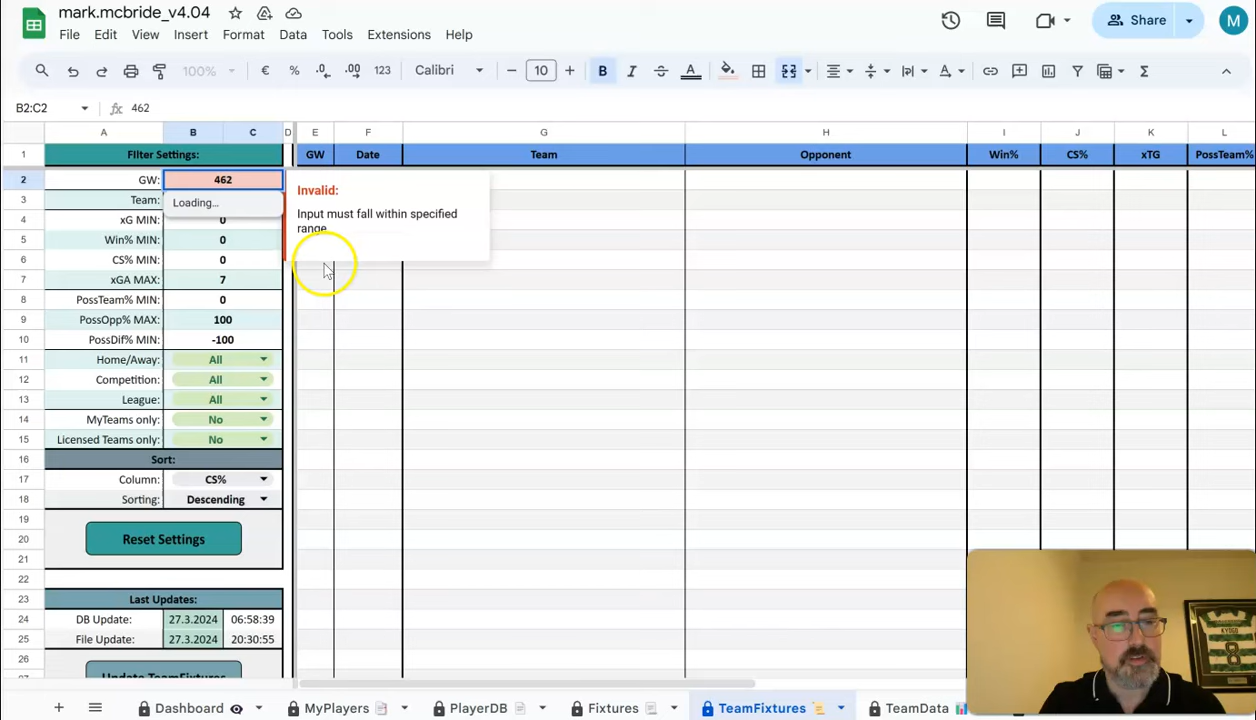 mark.mcbride_v4.04
Share
M
File Edit View Insert Format Data Tools Extensions Help
100% € % .0 .00 123 Calibri 10 B I A
B2:C2 fx 462
A B C D E F G H I J K L
1 Filter Settings: GW Date Team Opponent Win% CS% xTG PossTeam%
2 GW: 462
Invalid:
3 Team: Loading...
Input must fall within specified
range
4 xG MIN: 0
5 Win% MIN: 0
6 CS% MIN: 0
7 xGA MAX: 7
8 PossTeam% MIN: 0
9 PossOpp% MAX: 100
10 PossDif% MIN: -100
11 Home/Away: All
12 Competition: All
13 League: All
14 MyTeams only: No
15 Licensed Teams only: No
16 Sort:
17 Column: CS%
18 Sorting: Descending
19
20 Reset Settings
21
22
23 Last Updates:
24 DB Update: 27.3.2024 06:58:39
25 File Update: 27.3.2024 20:30:55
26
Update TeamFixtures
KYOGO
8
Dashboard MyPlayers PlayerDB Fixtures TeamFixtures TeamData